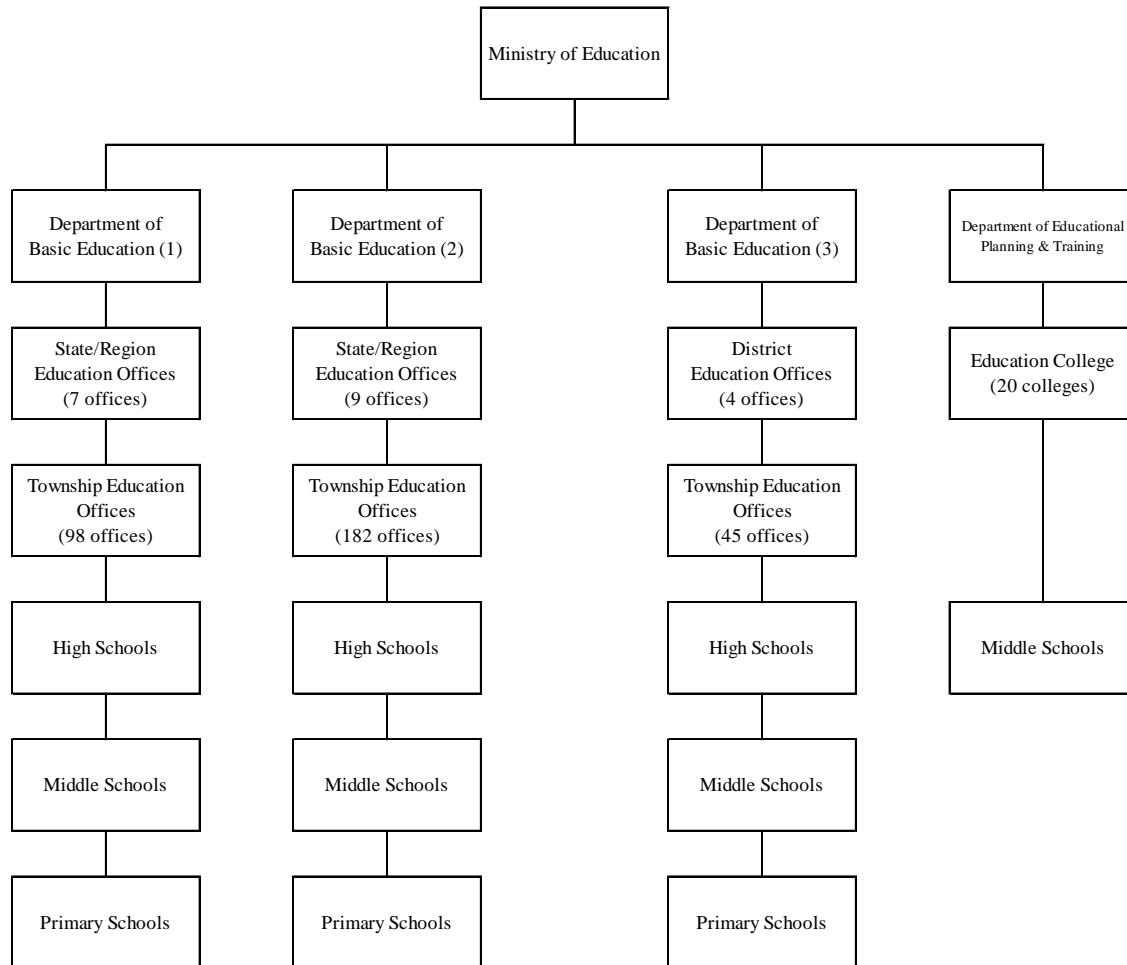 Ministry of Education
Department of
Basic Education (1)
Department of
Basic Education (2)
Department of
Basic Education (3)
Department of Educational
Planning & Training
State/Region
Education Offices
(7 offices)
State/Region
Education Offices
(9 offices)
District
Education Offices
(4 offices)
Education College
(20 colleges)
Township Education
Offices
(98 offices)
Township Education
Offices
(182 offices)
Township Education
Offices
(45 offices)
High Schools
High Schools
High Schools
Middle Schools
Middle Schools
Middle Schools
Middle Schools
Primary Schools
Primary Schools
Primary Schools